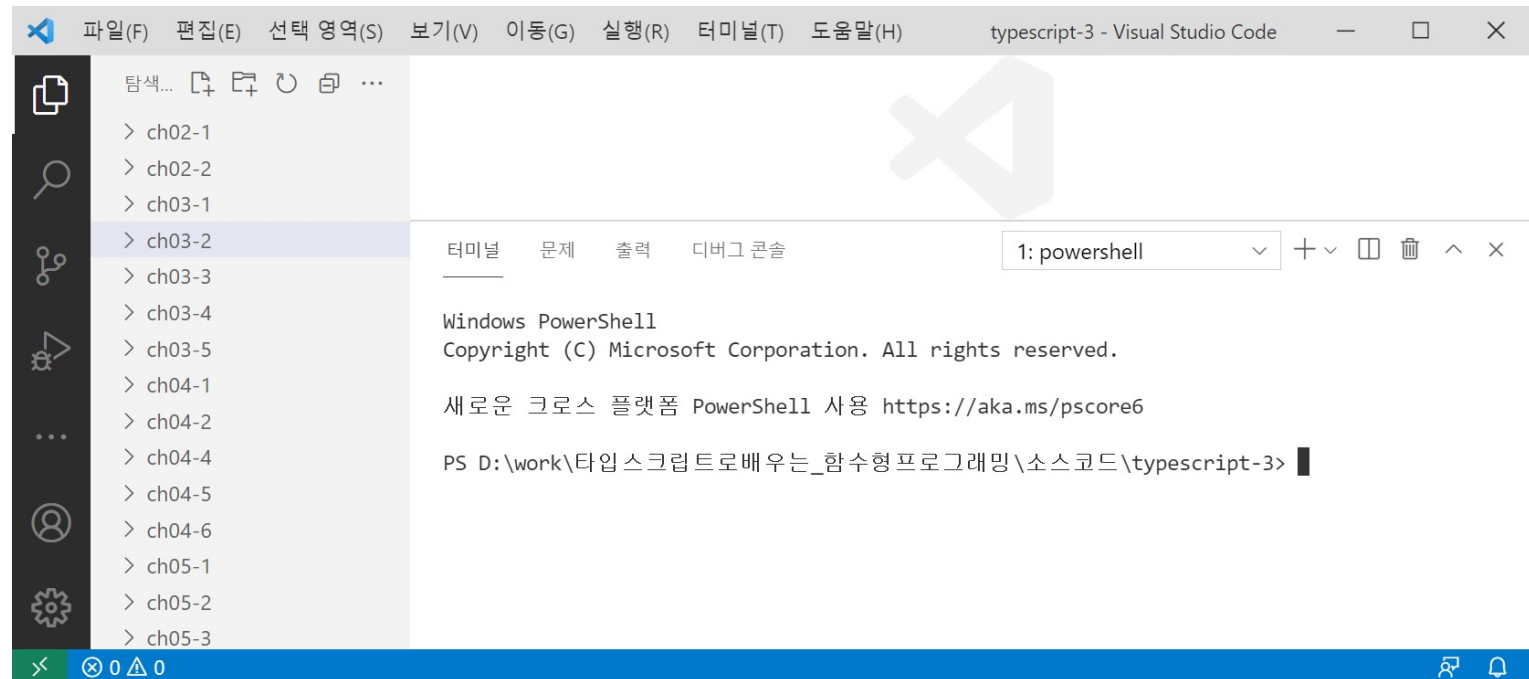 파일(F) 편집(E) 선택 영역(S) 보기(V) 이동(G) 실행(R) 터미널(T) 도움말(H) typescript-3 - Visual Studio Code
탐색...
ch02-1
ch02-2
ch03-1
ch03-2
ch03-3
ch03-4
ch03-5
ch04-1
ch04-2
ch04-4
ch04-5
ch04-6
ch05-1
ch05-2
ch05-3
터미널 문제 출력 디버그 콘솔 1: powershell
Windows PowerShell
Copyright (C) Microsoft Corporation. All rights reserved.
새로운 크로스 플랫폼 PowerShell 사용 https://aka.ms/pscore6
PS D:\work\타입스크립트로배우는_함수형프로그래밍\소스코드\typescript-3>
0 0